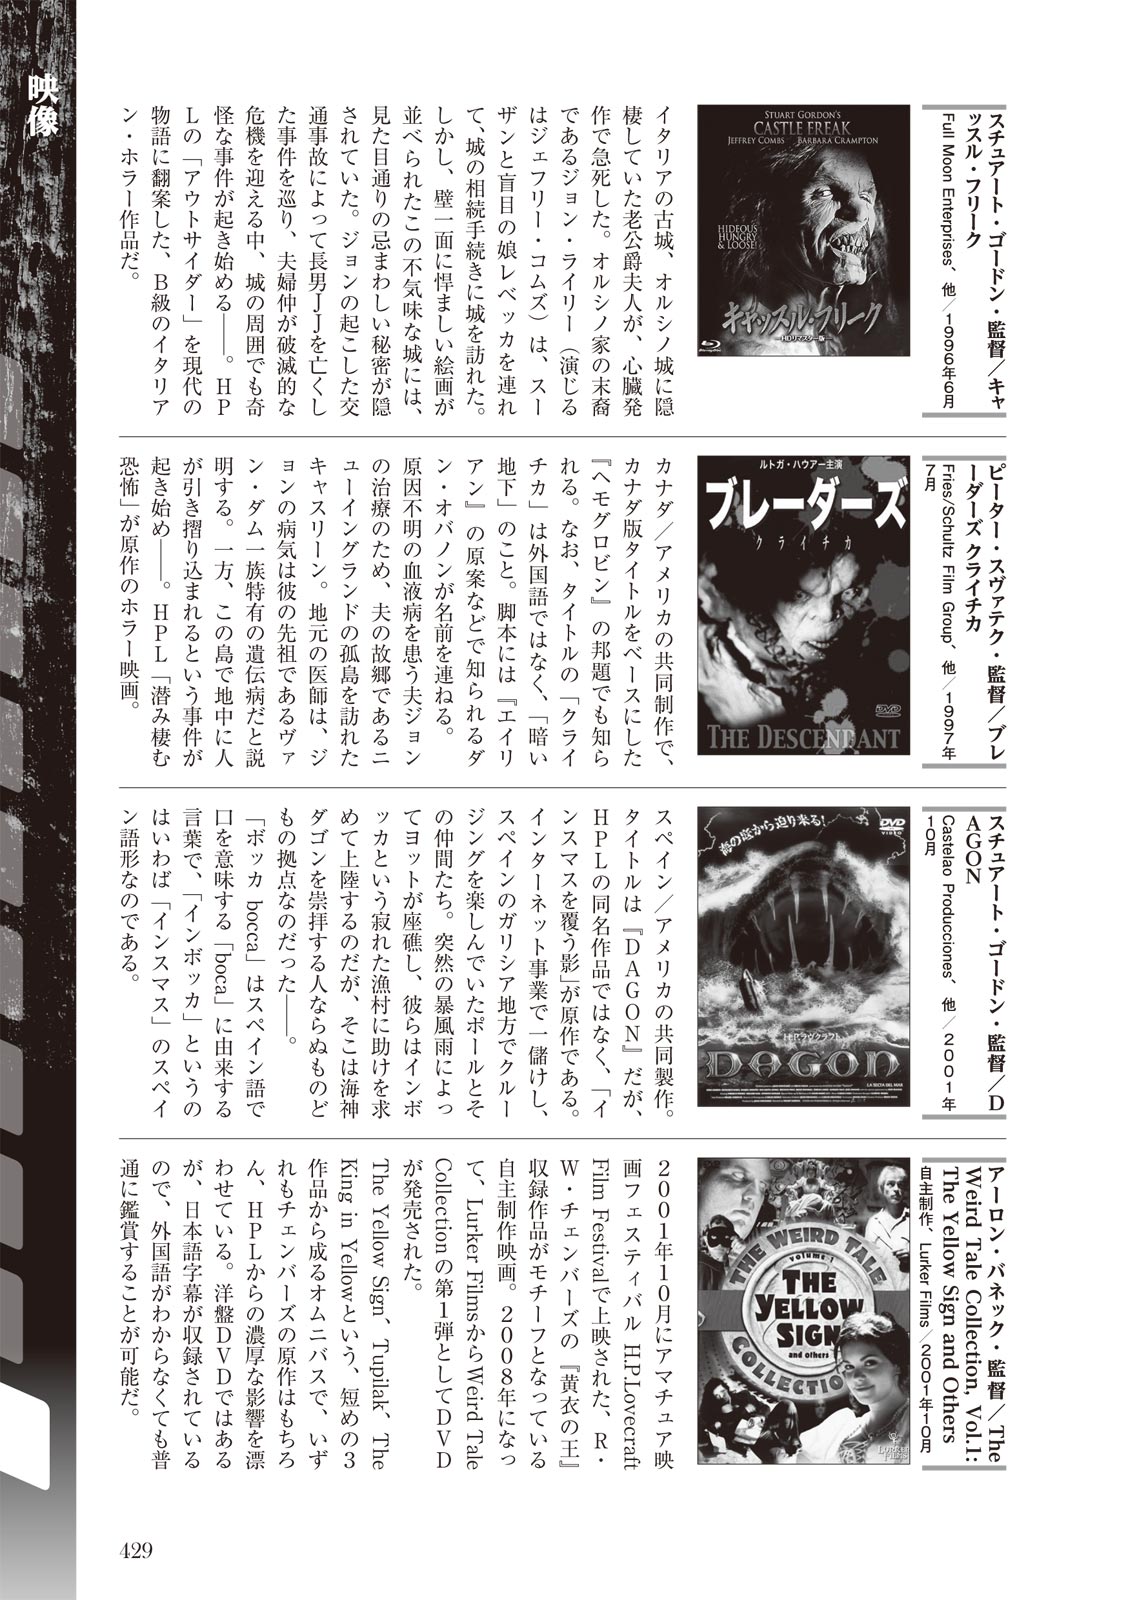 映像
スチュアート・ゴードン・監督／キャ
ッスル・フリーク
Full Moon Enterprises、他／1996年6月
STUART GORDON'S
CASTLE FREAK
JEFFREY COMBS
BARBARA CRAMPTON
HIDEOUS
HUNGRY
& LOOSE!
キャッスル・フリーク
HDリマスター版
イタリアの古城、オルシノ城に隠
棲していた老公爵夫人が、心臓発
作で急死した。オルシノ家の末裔
であるジョン・ライリー（演じる
はジェフリー・コムズ）は、スー
ザンと盲目の娘レベッカを連れ
て、城の相続手続きに城を訪れた。
しかし、壁一面に悍ましい絵画が
並べられたこの不気味な城には、
見た目通りの忌まわしい秘密が隠
されていた。ジョンの起こした交
通事故によって長男ＪＪを亡くし
た事件を巡り、夫婦仲が破滅的な
危機を迎える中、城の周囲でも奇
怪な事件が起き始める――。ＨＰ
Ｌの「アウトサイダー」を現代の
物語に翻案した、Ｂ級のイタリア
ン・ホラー作品だ。
ピーター・スヴァテク・監督／ブレ
ーダーズ クライチカ
Fries/Schultz Film Group、他／1997年
7月
ルトガ・ハウアー主演
ブレーダーズ
クライチカ
DVD
THE DESCENDANT
カナダ／アメリカの共同制作で、
カナダ版タイトルをベースにした
『ヘモグロビン』の邦題でも知ら
れる。なお、タイトルの「クライ
チカ」は外国語ではなく、「暗い
地下」のこと。脚本には『エイリ
アン』の原案などで知られるダ
ン・オバノンが名前を連ねる。
原因不明の血液病を患う夫ジョン
の治療のため、夫の故郷であるニ
ューイングランドの孤島を訪れた
キャスリーン。地元の医師は、ジ
ョンの病気は彼の先祖であるヴァ
ン・ダム一族特有の遺伝病だと説
明する。一方、この島で地中に人
が引き摺り込まれるという事件が
起き始め――。ＨＰＬ「潜み棲む
恐怖」が原作のホラー映画。
スチュアート・ゴードン・監督／Ｄ
ＡＧＯＮ
Castelao Producciones、他／2001年
10月
海の底から迫り来る!
DVD
VIDEO
H.P.ラヴクラフト
DAGON
LA SECTA DEL MAR
スペイン／アメリカの共同製作。
タイトルは『ＤＡＧＯＮ』だが、
ＨＰＬの同名作品ではなく、「イ
ンスマスを覆う影」が原作である。
インターネット事業で一儲けし、
スペインのガリシア地方でクルー
ジングを楽しんでいたポールとそ
の仲間たち。突然の暴風雨によっ
てヨットが座礁し、彼らはインボ
ッカという寂れた漁村に助けを求
めて上陸するのだが、そこは海神
ダゴンを崇拝する人ならぬものど
もの拠点なのだった――。
「ボッカ bocca」はスペイン語で
口を意味する「boca」に由来する
言葉で、「インボッカ」というの
はいわば「インスマス」のスペイ
ン語形なのである。
アーロン・バネック・監督／The
Weird Tale Collection, Vol.1:
The Yellow Sign and Others
自主制作、Lurker Films／2001年10月
THE WEIRD TALE
volume 1
THE
YELLOW
SIGN
and others
COLLECTION
LURKER
FILMS
２００１年１０月にアマチュア映
画フェスティバル H.P.Lovecraft
Film Festivalで上映された、Ｒ・
Ｗ・チェンバーズの『黄衣の王』
収録作品がモチーフとなっている
自主制作映画。２００８年になっ
て、Lurker FilmsからWeird Tale
Collectionの第１弾としてＤＶＤ
が発売された。
The Yellow Sign、Tupilak、The
King in Yellowという、短めの３
作品から成るオムニバスで、いず
れもチェンバーズの原作はもちろ
ん、ＨＰＬからの濃厚な影響を漂
わせている。洋盤ＤＶＤではある
が、日本語字幕が収録されている
ので、外国語がわからなくても普
通に鑑賞することが可能だ。
429